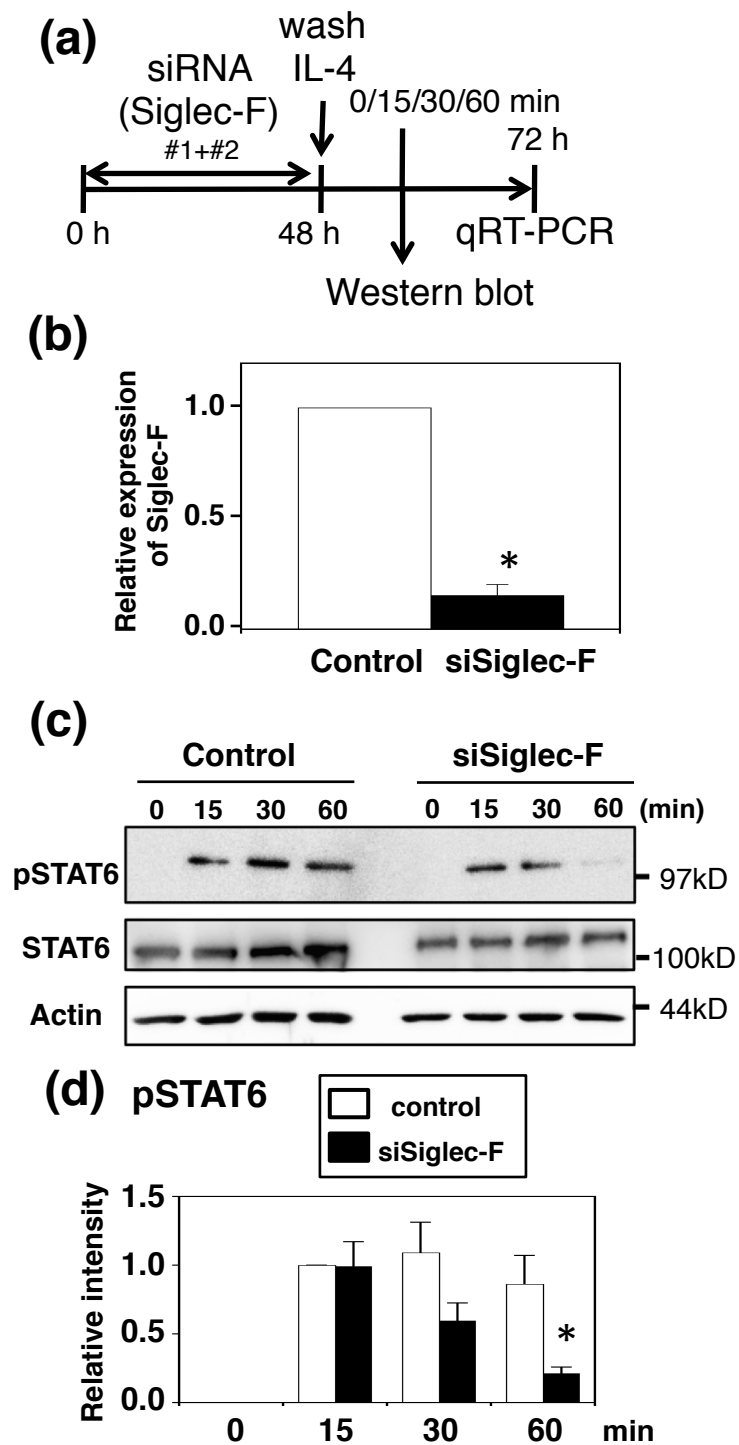 (a)
wash
IL-4
siRNA
(Siglec-F)
#1+#2
0/15/30/60 min
72 h
0 h
48 h
qRT-PCR
Western blot
(b)
Relative expression
of Siglec-F
1.0
0.5
0.0
*
Control siSiglec-F
(c)
Control siSiglec-F
0 15 30 60 0 15 30 60 (min)
pSTAT6 97kD
STAT6 100kD
Actin 44kD
(d) pSTAT6
control
siSiglec-F
Relative intensity
1.5
1.0
0.5
0.0
*
0 15 30 60 min